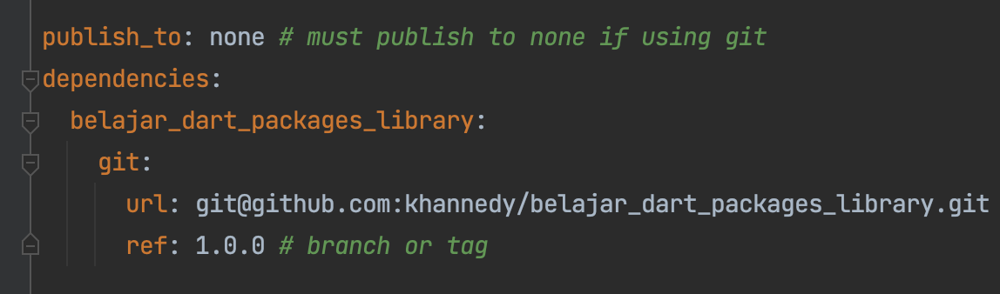 publish_to: none # must publish to none if using git
dependencies:
  belajar_dart_packages_library:
    git:
      url: git@github.com:khannedy/belajar_dart_packages_library.git
      ref: 1.0.0 # branch or tag